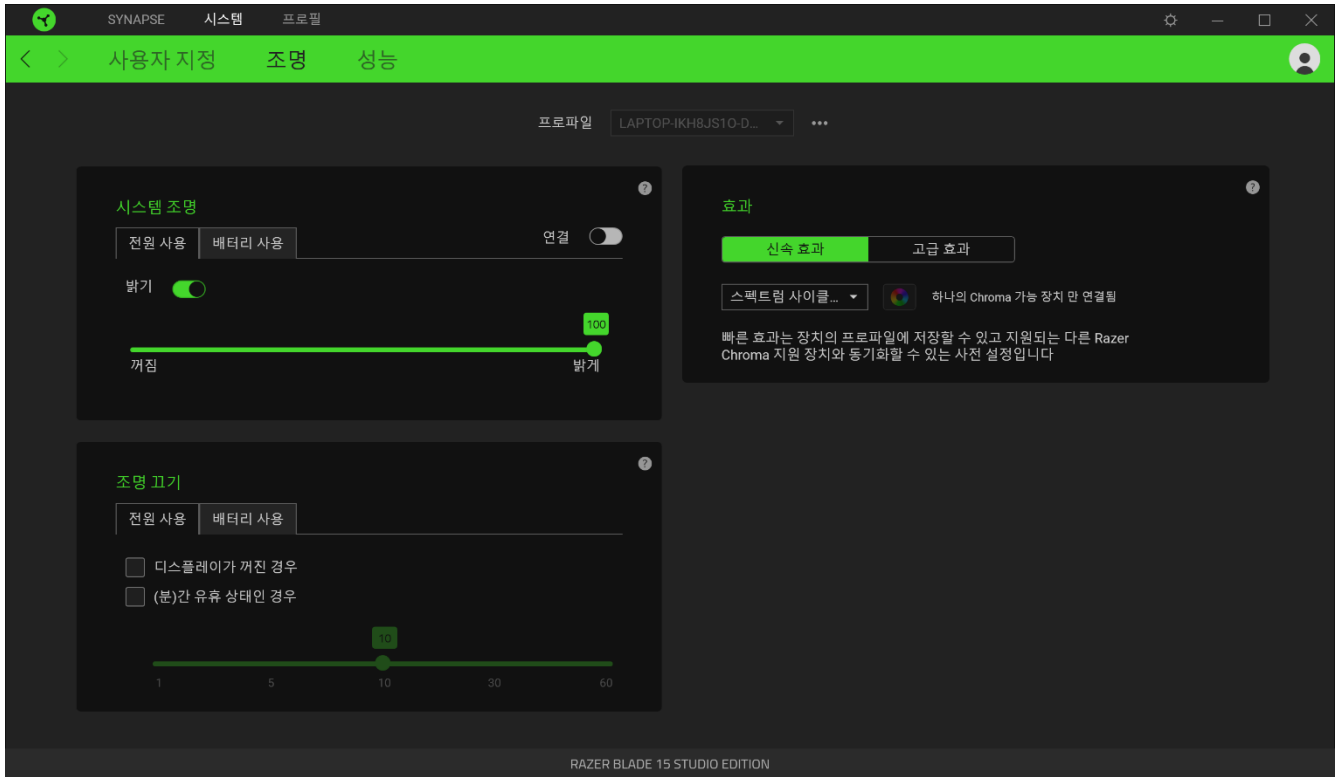 SYNAPSE 시스템 프로필
사용자 지정 조명 성능
프로파일 LAPTOP-IKH8JS1O-D... •••
시스템 조명
전원 사용 배터리 사용 연결
밝기
100
꺼짐 밝게
효과
신속 효과 고급 효과
스펙트럼 사이클... 하나의 Chroma 가능 장치 만 연결됨
빠른 효과는 장치의 프로파일에 저장할 수 있고 지원되는 다른 Razer
Chroma 지원 장치와 동기화할 수 있는 사전 설정입니다
조명 끄기
전원 사용 배터리 사용
디스플레이가 꺼진 경우
(분)간 유휴 상태인 경우
10
1 5 10 30 60
RAZER BLADE 15 STUDIO EDITION